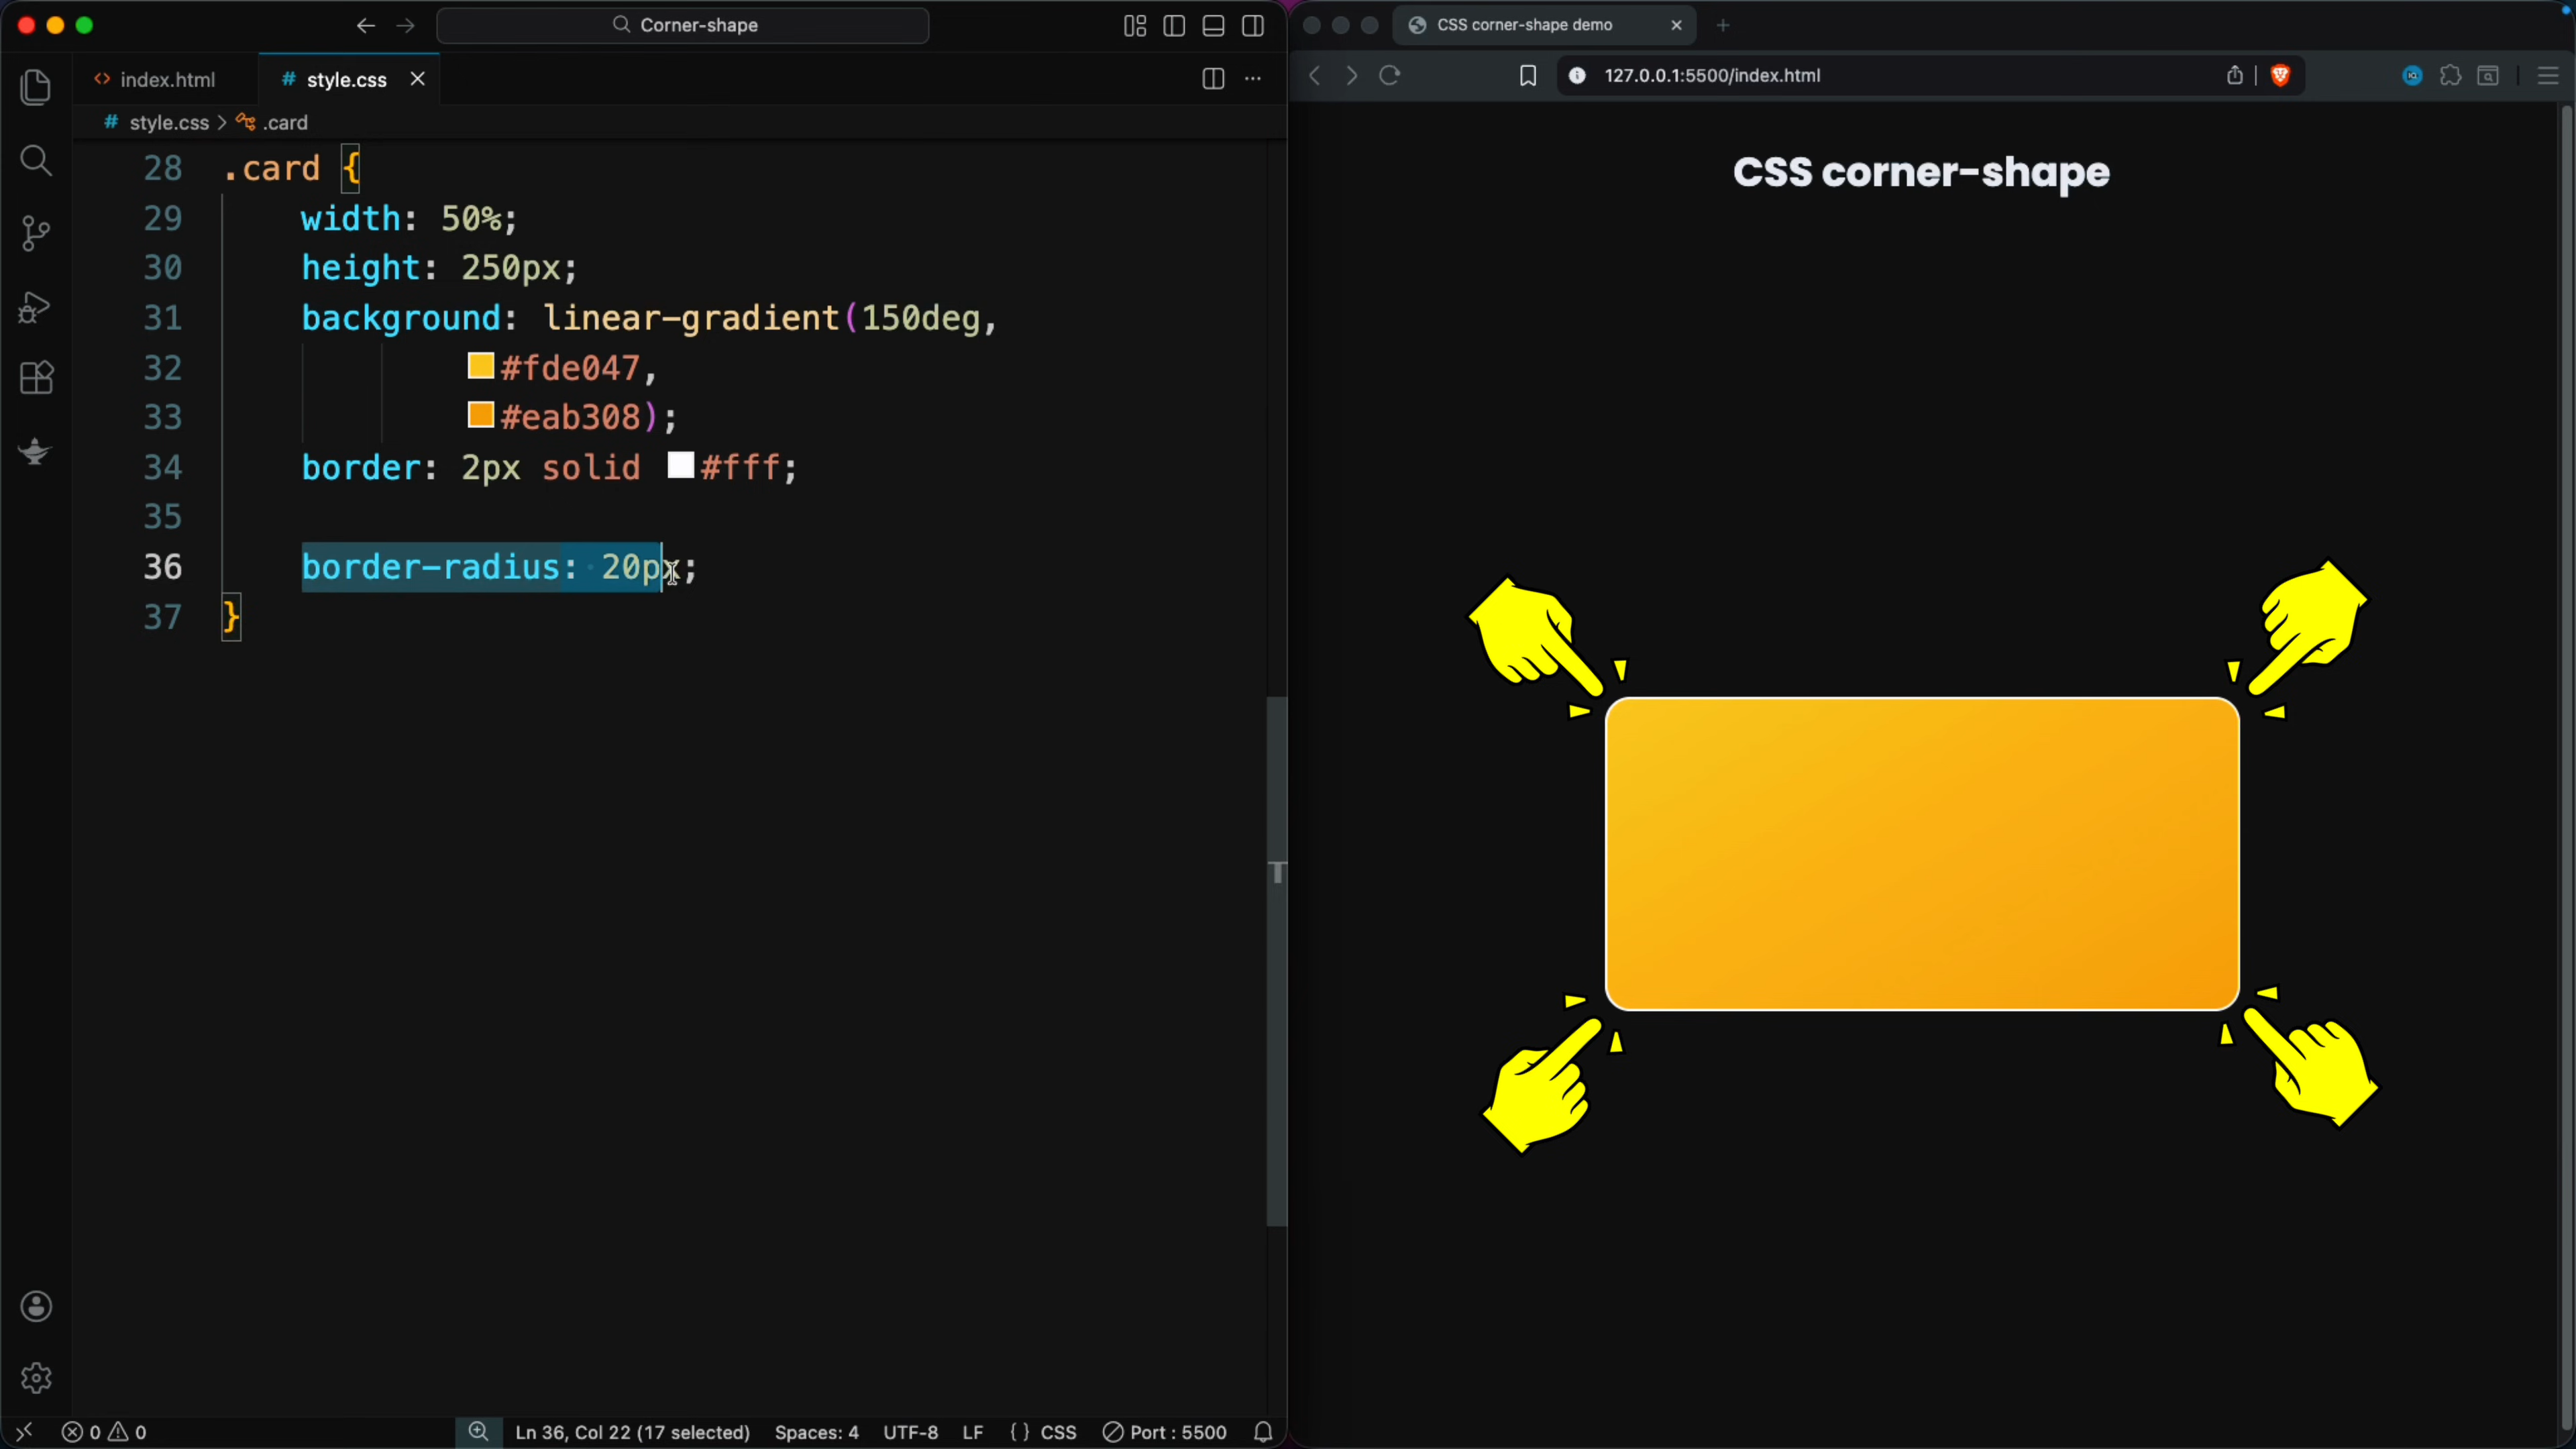 Corner-shape
index.html
# style.css
# style.css > .card
28 .card {
29 width: 50%;
30 height: 250px;
31 background: linear-gradient(150deg,
32 #fde047,
33 #eab308);
34 border: 2px solid #fff;
35
36 border-radius: 20px;
37 }
0 0
Ln 36, Col 22 (17 selected) Spaces: 4 UTF-8 LF {} CSS Port : 5500
CSS corner-shape demo
127.0.0.1:5500/index.html
CSS corner-shape